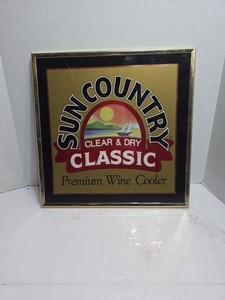 SUN COUNTRY
CLEAR & DRY
CLASSIC
Premium Wine Cooler